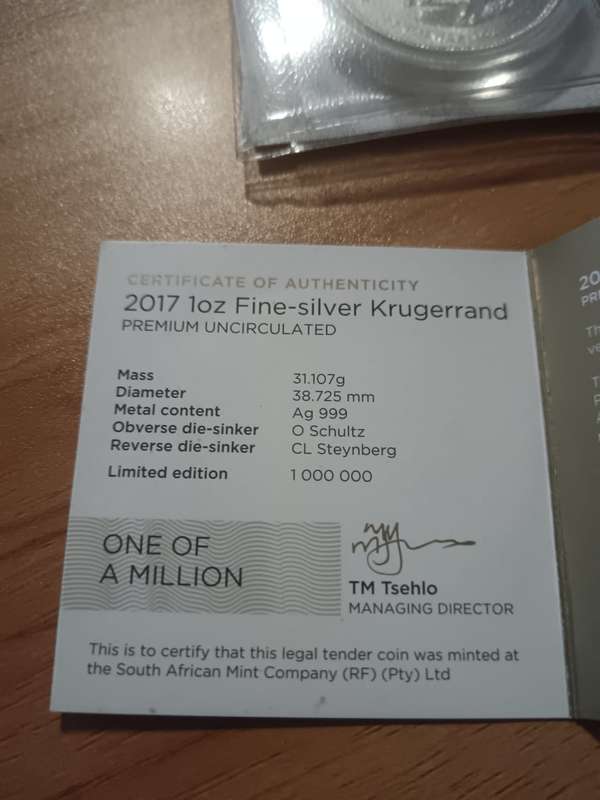 CERTIFICATE OF AUTHENTICITY
2017 1oz Fine-silver Krugerrand
PREMIUM UNCIRCULATED
Mass 31.107g
Diameter 38.725 mm
Metal content Ag 999
Obverse die-sinker O Schultz
Reverse die-sinker CL Steynberg
Limited edition 1 000 000
ONE OF
A MILLION
TM Tsehlo
MANAGING DIRECTOR
This is to certify that this legal tender coin was minted at
the South African Mint Company (RF) (Pty) Ltd